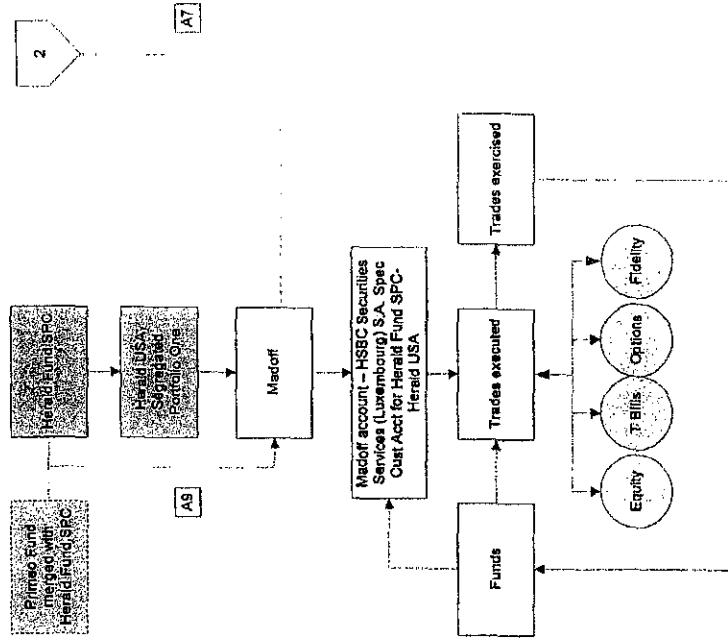 2
A7
Primeo Fund
merged with
Herald Fund SPC
Herald Fund SPC
Herald USA/
Segregated
Portfolio One
A9
Madoff
Madoff account – HSBC Securities
Services (Luxembourg) S.A. Spec
Cust Acct for Herald Fund SPC-
Herald USA
Funds
Trades executed
Trades exercised
Equity
T Bills
Options
Fidelity